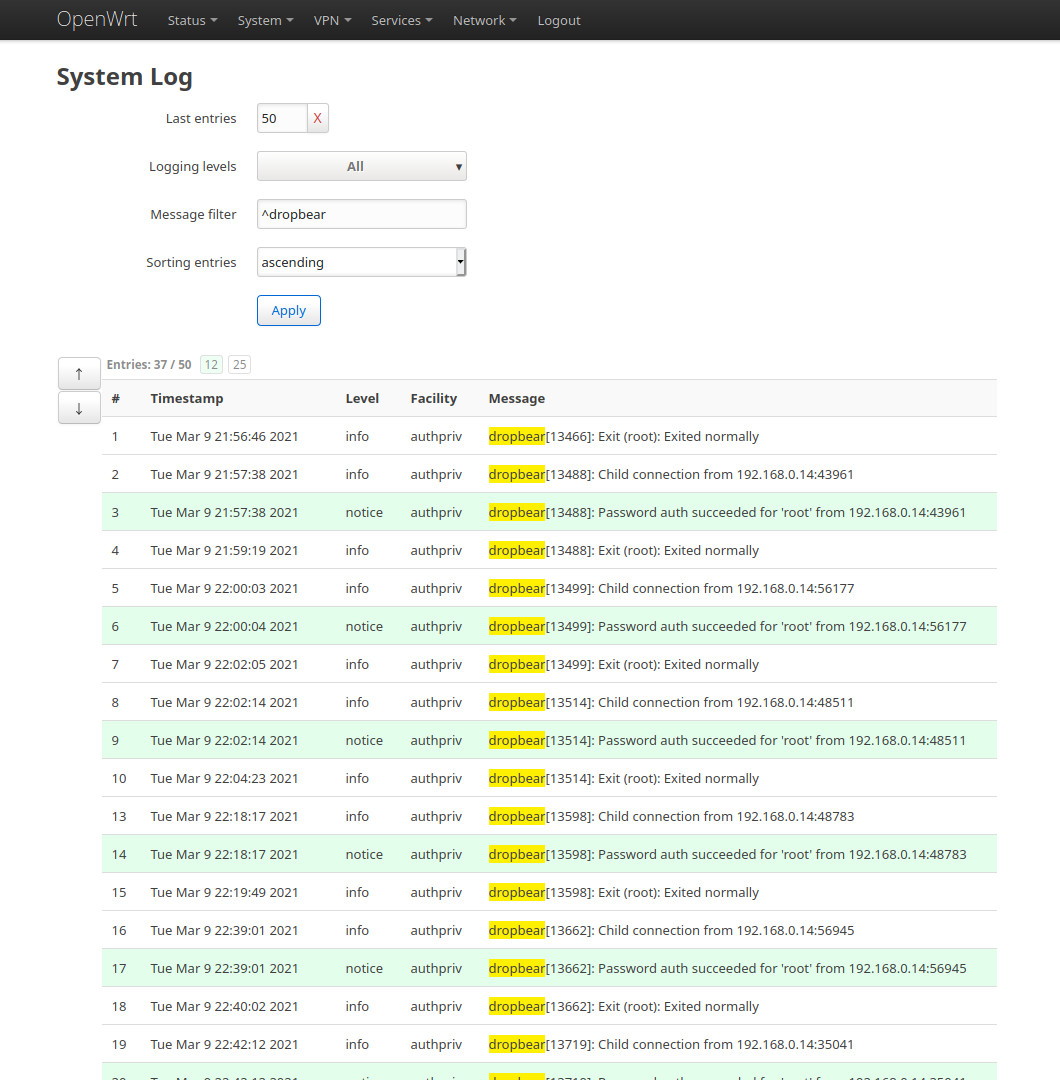 OpenWrt Status System VPN Services Network Logout
System Log
Last entries 50 X
Logging levels All
Message filter ^dropbear
Sorting entries ascending
Apply
↑ Entries: 37 / 50 12 25
↓ # Timestamp Level Facility Message
1 Tue Mar 9 21:56:46 2021 info authpriv dropbear[13466]: Exit (root): Exited normally
2 Tue Mar 9 21:57:38 2021 info authpriv dropbear[13488]: Child connection from 192.168.0.14:43961
3 Tue Mar 9 21:57:38 2021 notice authpriv dropbear[13488]: Password auth succeeded for 'root' from 192.168.0.14:43961
4 Tue Mar 9 21:59:19 2021 info authpriv dropbear[13488]: Exit (root): Exited normally
5 Tue Mar 9 22:00:03 2021 info authpriv dropbear[13499]: Child connection from 192.168.0.14:56177
6 Tue Mar 9 22:00:04 2021 notice authpriv dropbear[13499]: Password auth succeeded for 'root' from 192.168.0.14:56177
7 Tue Mar 9 22:02:05 2021 info authpriv dropbear[13499]: Exit (root): Exited normally
8 Tue Mar 9 22:02:14 2021 info authpriv dropbear[13514]: Child connection from 192.168.0.14:48511
9 Tue Mar 9 22:02:14 2021 notice authpriv dropbear[13514]: Password auth succeeded for 'root' from 192.168.0.14:48511
10 Tue Mar 9 22:04:23 2021 info authpriv dropbear[13514]: Exit (root): Exited normally
13 Tue Mar 9 22:18:17 2021 info authpriv dropbear[13598]: Child connection from 192.168.0.14:48783
14 Tue Mar 9 22:18:17 2021 notice authpriv dropbear[13598]: Password auth succeeded for 'root' from 192.168.0.14:48783
15 Tue Mar 9 22:19:49 2021 info authpriv dropbear[13598]: Exit (root): Exited normally
16 Tue Mar 9 22:39:01 2021 info authpriv dropbear[13662]: Child connection from 192.168.0.14:56945
17 Tue Mar 9 22:39:01 2021 notice authpriv dropbear[13662]: Password auth succeeded for 'root' from 192.168.0.14:56945
18 Tue Mar 9 22:40:02 2021 info authpriv dropbear[13662]: Exit (root): Exited normally
19 Tue Mar 9 22:42:12 2021 info authpriv dropbear[13719]: Child connection from 192.168.0.14:35041